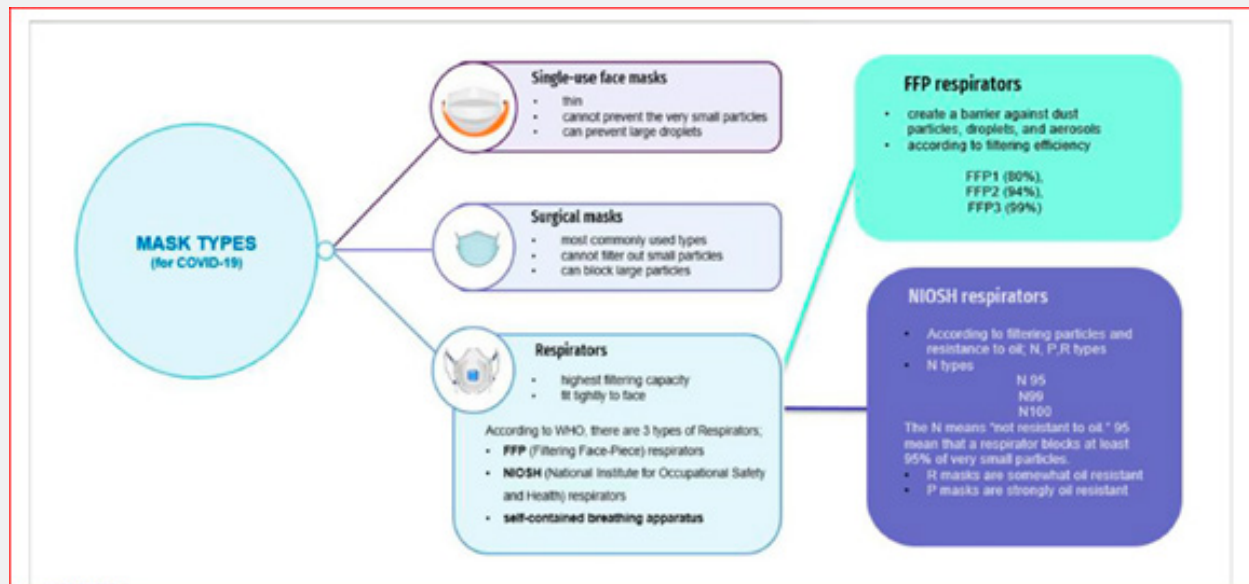 MASK TYPES
(for COVID-19)
Single-use face masks
• thin
• cannot prevent the very small particles
• can prevent large droplets
Surgical masks
• most commonly used types
• cannot filter out small particles
• can block large particles
Respirators
• highest filtering capacity
• fit tightly to face
According to WHO, there are 3 types of Respirators;
• FFP (Filtering Face-Piece) respirators
• NIOSH (National Institute for Occupational Safety
and Health) respirators
• self-contained breathing apparatus
FFP respirators
• create a barrier against dust
particles, droplets, and aerosols
• according to filtering efficiency
FFP1 (80%),
FFP2 (94%),
FFP3 (99%)
NIOSH respirators
• According to filtering particles and
resistance to oil; N, P,R types
• N types
N 95
N99
N100
The N means "not resistant to oil." 95
mean that a respirator blocks at least
95% of very small particles.
• R masks are somewhat oil resistant
• P masks are strongly oil resistant